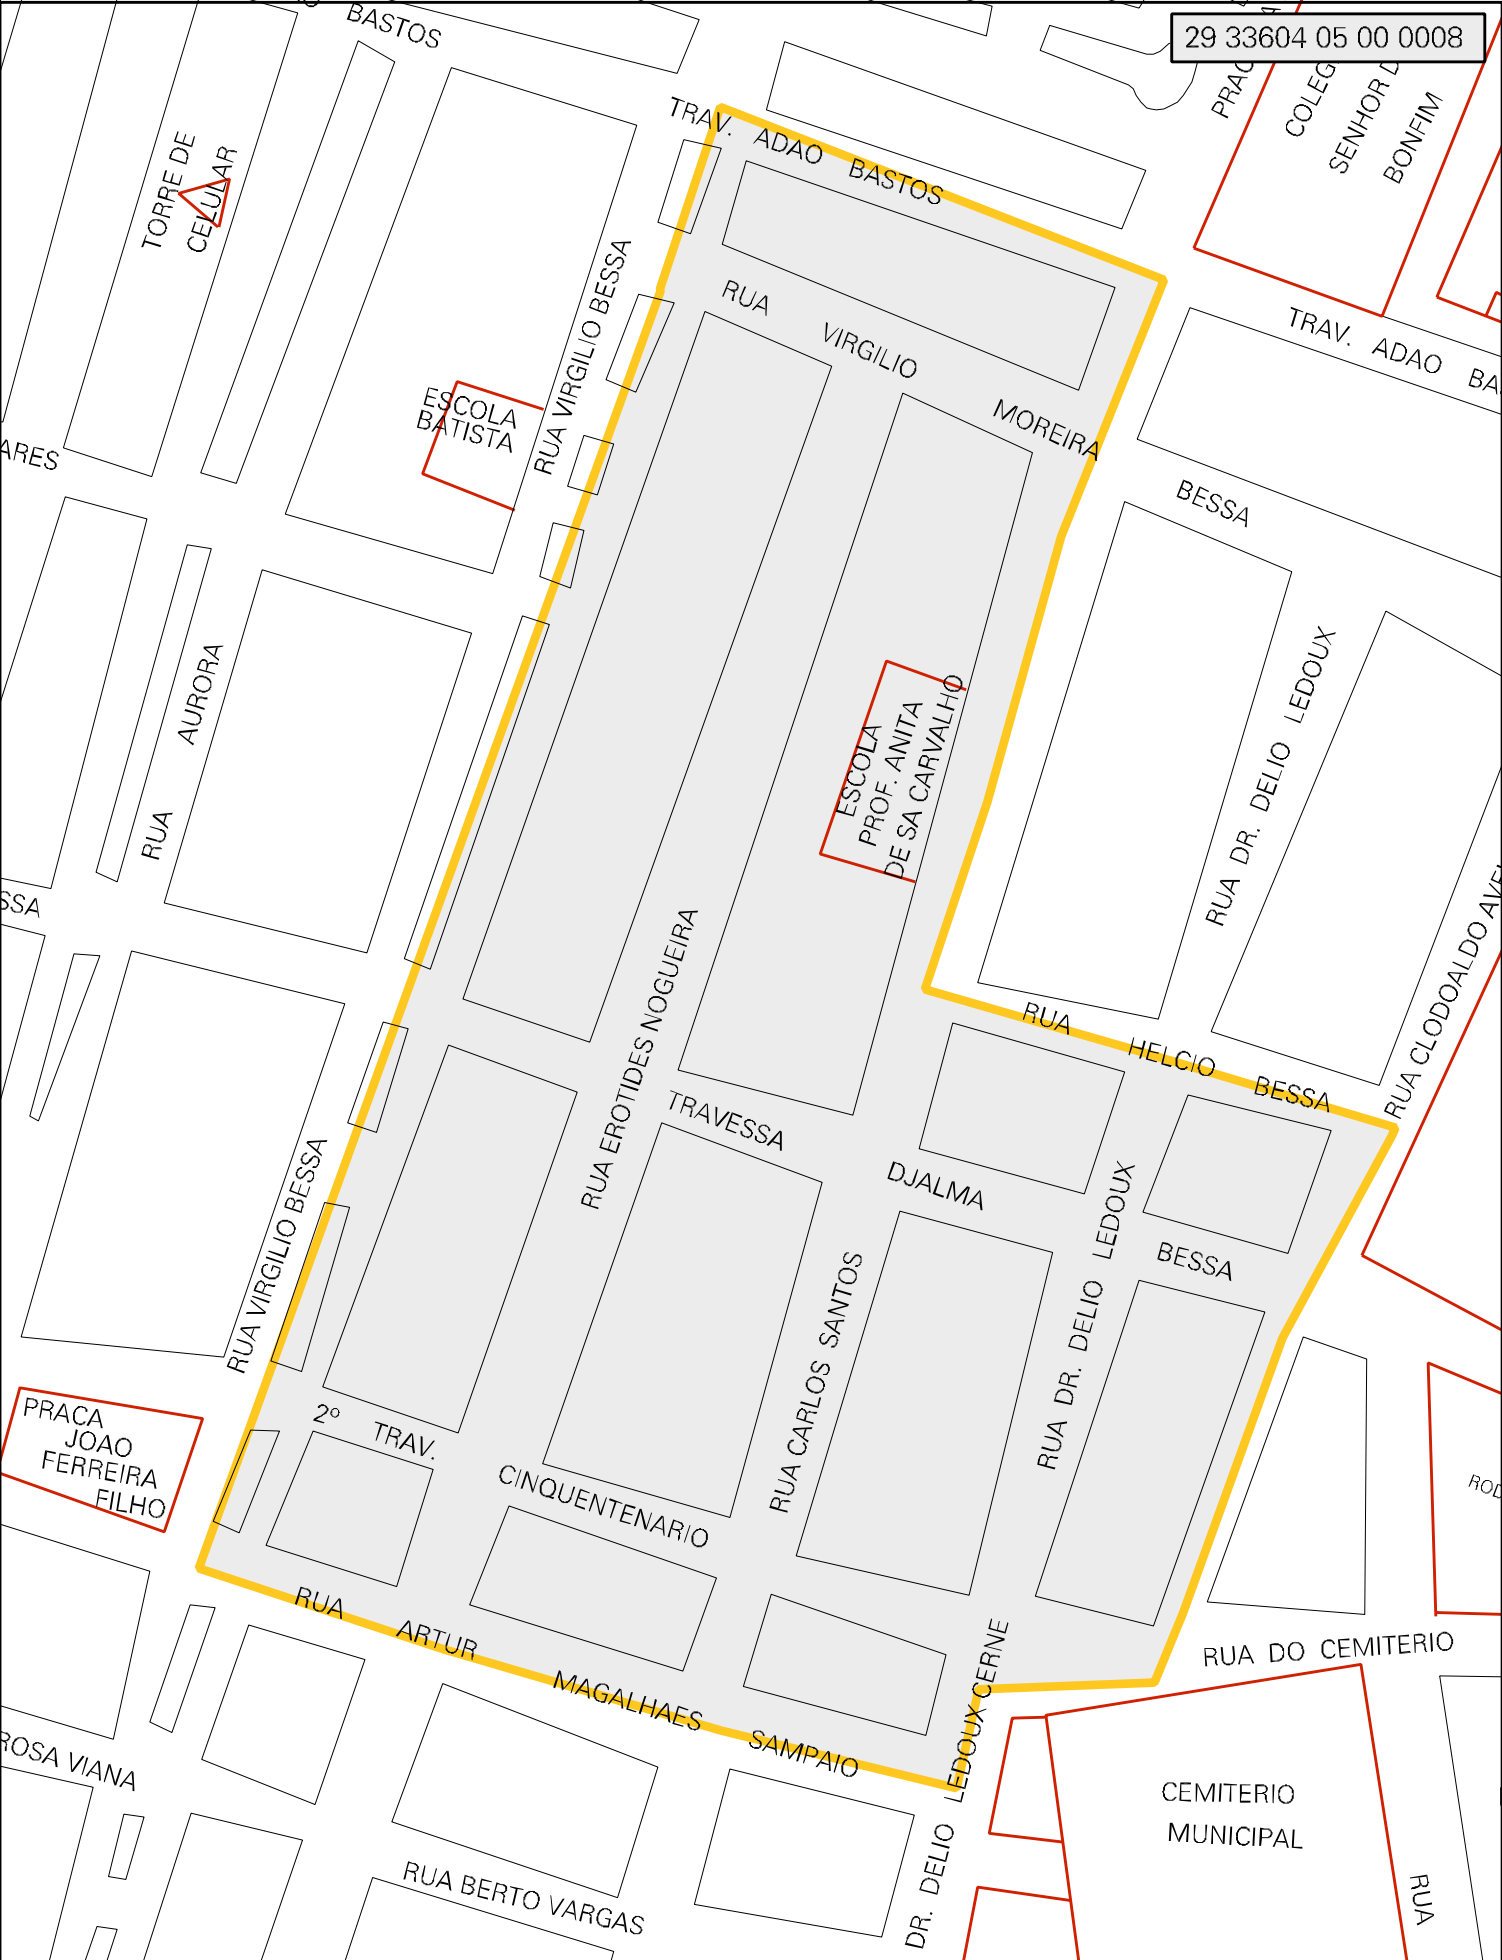 29 33604 05 00 0008
BASTOS
TRAV. ADAO BASTOS
COLEG
SENHOR D
BONFIM
TORRE DE
CELULAR
RUA VIRGILIO BESSA
RUA VIRGILIO MOREIRA BESSA
TRAV. ADAO BA
ESCOLA
BATISTA
ARES
RUA AURORA
ESCOLA
PROF. ANITA
DE SA CARVALHO
RUA DR. DELIO LEDOUX
SSA
RUA EROTIDES NOGUEIRA
RUA HELCIO BESSA
RUA CLODOALDO AVE
TRAVESSA DJALMA BESSA
RUA VIRGILIO BESSA
RUA CARLOS SANTOS
RUA DR. DELIO LEDOUX
PRACA
JOAO
FERREIRA
FILHO
2º TRAV. CINQUENTENARIO
ROD
RUA ARTUR MAGALHAES SAMPAIO
RUA DO CEMITERIO
DR. DELIO LEDOUX CERNE
ROSA VIANA
CEMITERIO
MUNICIPAL
RUA BERTO VARGAS
RUA